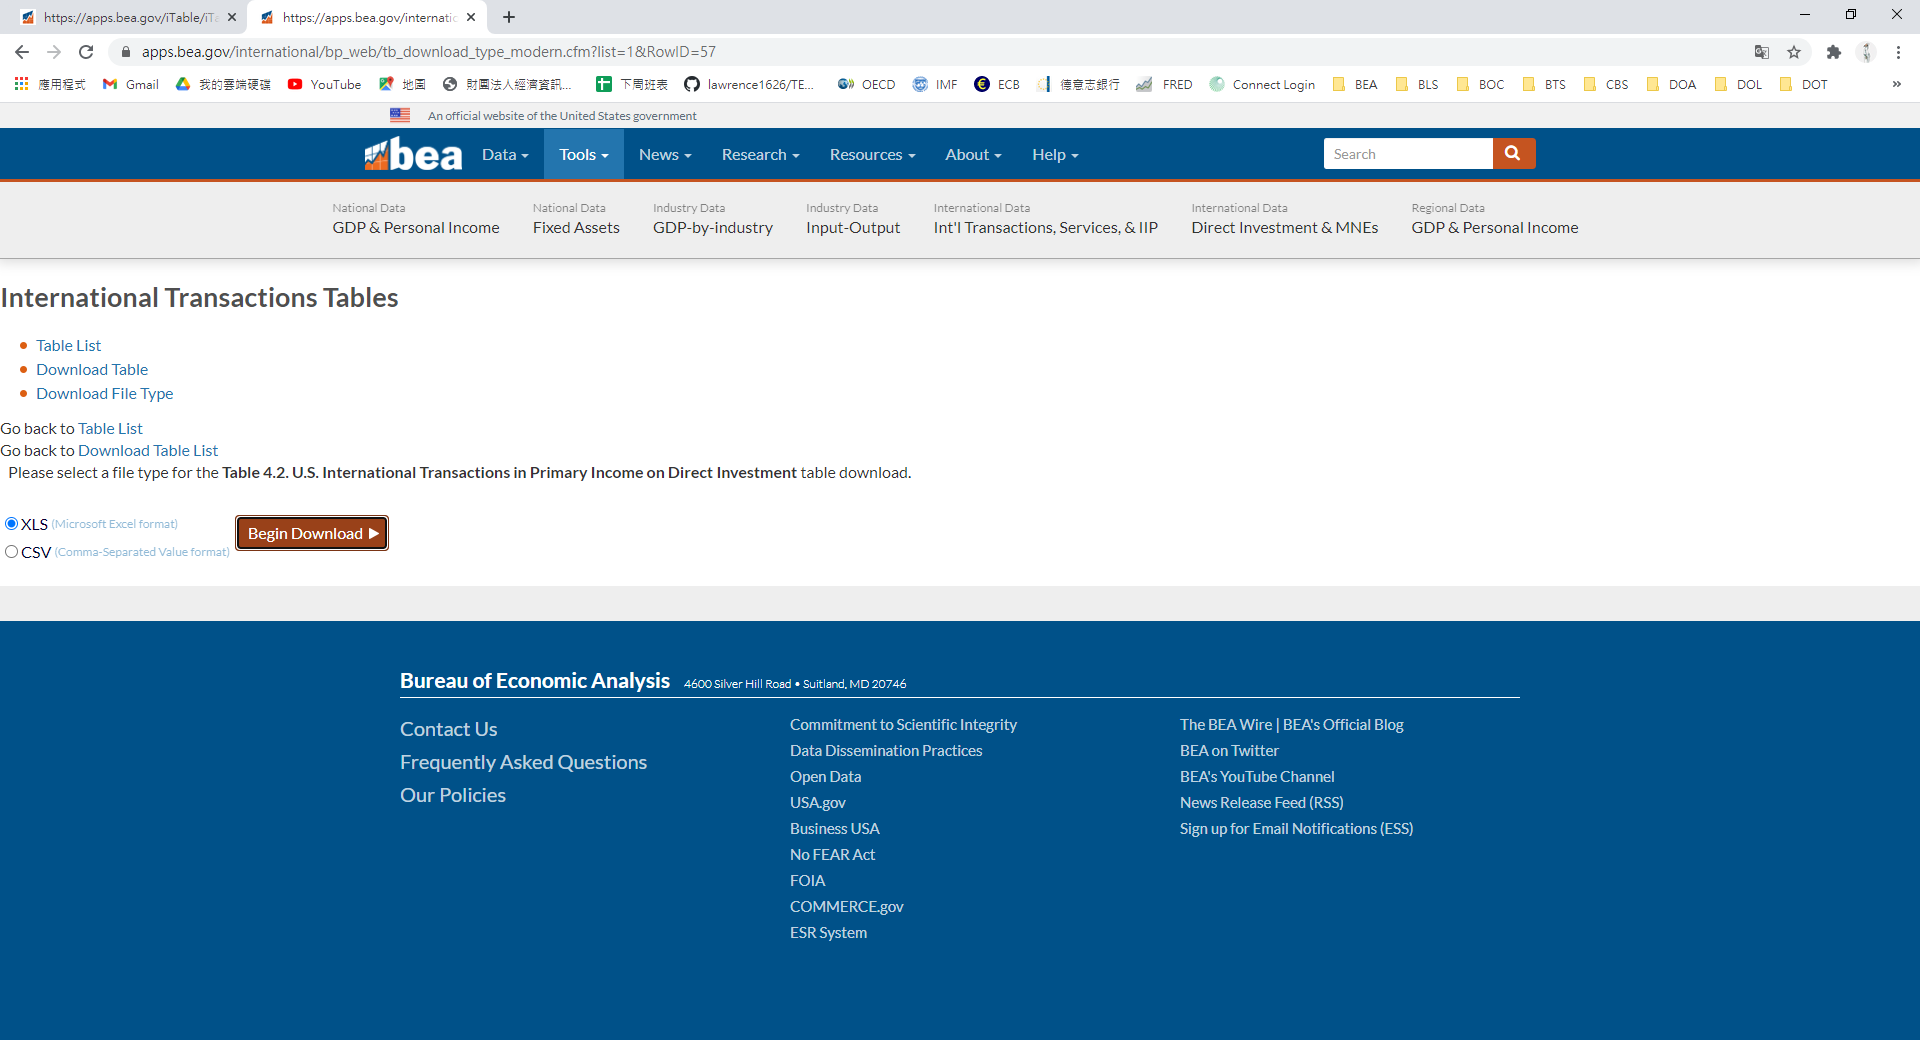 https://apps.bea.gov/iTable/iTa
https://apps.bea.gov/internatic
apps.bea.gov/international/bp_web/tb_download_type_modern.cfm?list=1&RowID=57
應用程式 Gmail 我的雲端硬碟 YouTube 地圖 財團法人經濟資訊... 下周班表 lawrence1626/TE... OECD IMF ECB 德意志銀行 FRED Connect Login BEA BLS BOC BTS CBS DOA DOL DOT »
An official website of the United States government
bea Data Tools News Research Resources About Help Search
National Data National Data Industry Data Industry Data International Data International Data Regional Data
GDP & Personal Income Fixed Assets GDP-by-industry Input-Output Int'l Transactions, Services, & IIP Direct Investment & MNEs GDP & Personal Income
International Transactions Tables
Table List
Download Table
Download File Type
Go back to Table List
Go back to Download Table List
Please select a file type for the Table 4.2. U.S. International Transactions in Primary Income on Direct Investment table download.
XLS (Microsoft Excel format)
Begin Download
CSV (Comma-Separated Value format)
Bureau of Economic Analysis 4600 Silver Hill Road • Suitland, MD 20746
Contact Us
Frequently Asked Questions
Our Policies
Commitment to Scientific Integrity
Data Dissemination Practices
Open Data
USA.gov
Business USA
No FEAR Act
FOIA
COMMERCE.gov
ESR System
The BEA Wire | BEA's Official Blog
BEA on Twitter
BEA's YouTube Channel
News Release Feed (RSS)
Sign up for Email Notifications (ESS)